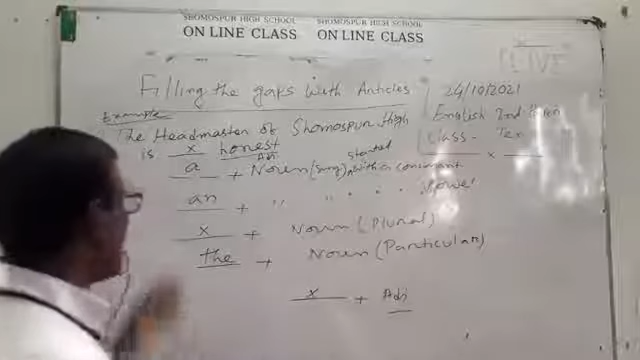 SHOMOSPUR HIGH SCHOOL SHOMOSPUR HIGH SCHOOL
ON LINE CLASS ON LINE CLASS
LIVE
Filling the gaps with Articles 24/10/2021
Example
The Headmaster of Shomospur High English 2nd
is x honest Class - Ten
Adj
a + Noun (sing) started with a x
an + " " " " " Vowel
x + Noun (Plural)
the + Noun (Particular)
x + Adj